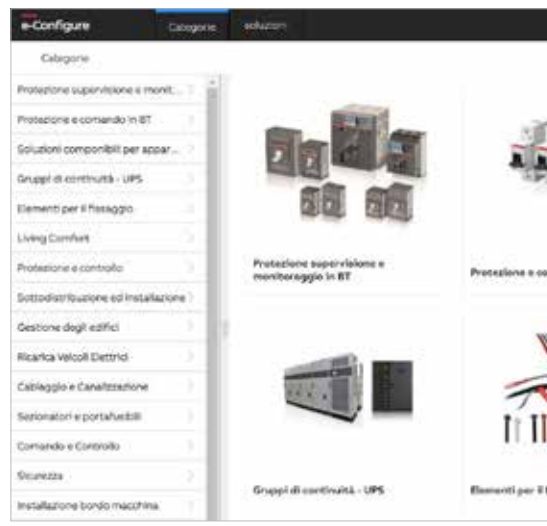 e-Configure
Categorie
soluzioni
Categorie
Protezione supervisione e monit...
Protezione e comando in BT
Soluzioni componibili per appar...
Gruppi di continuità - UPS
Elementi per il fissaggio
Living Comfort
Protezione e controllo
Sottodistribuzione ed Installazione
Gestione degli edifici
Ricarica Veicoli Elettrici
Cablaggio e Canalizzazione
Sezionatori e portafusibili
Comando e Controllo
Sicurezza
Installazione bordo macchina
Protezione supervisione e
monitoraggio in BT
Protezione e co
Gruppi di continuità - UPS
Elementi per il